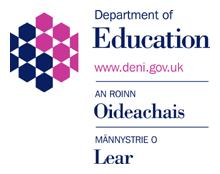 Department of
Education
www.deni.gov.uk
AN ROINN
Oideachais
MÄNNYSTRIE O
Lear